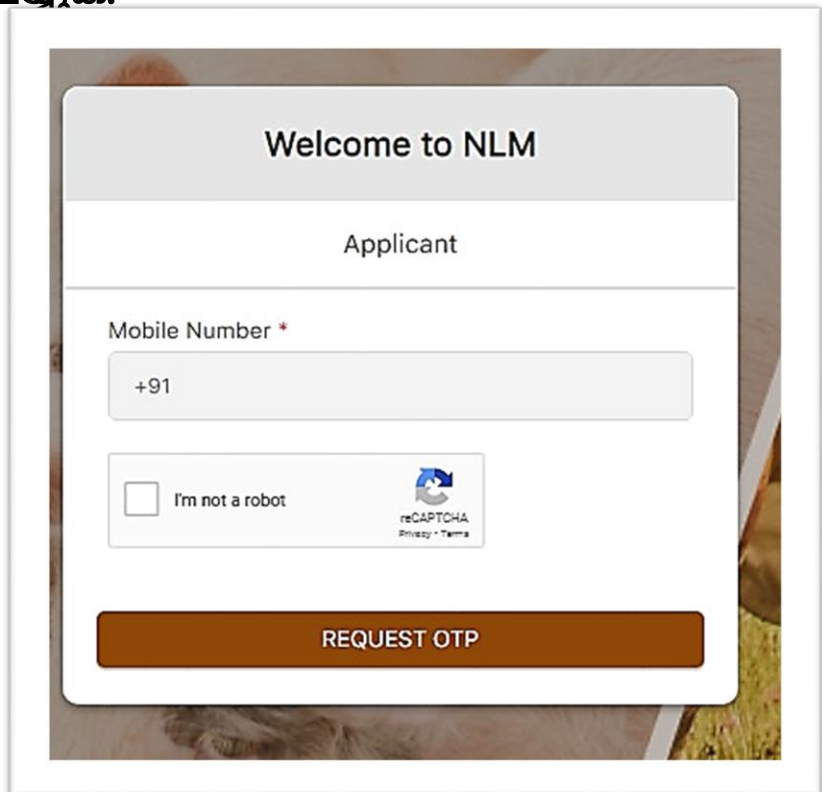 Welcome to NLM
Applicant
Mobile Number *
+91
I'm not a robot
reCAPTCHA
Privacy - Terms
REQUEST OTP